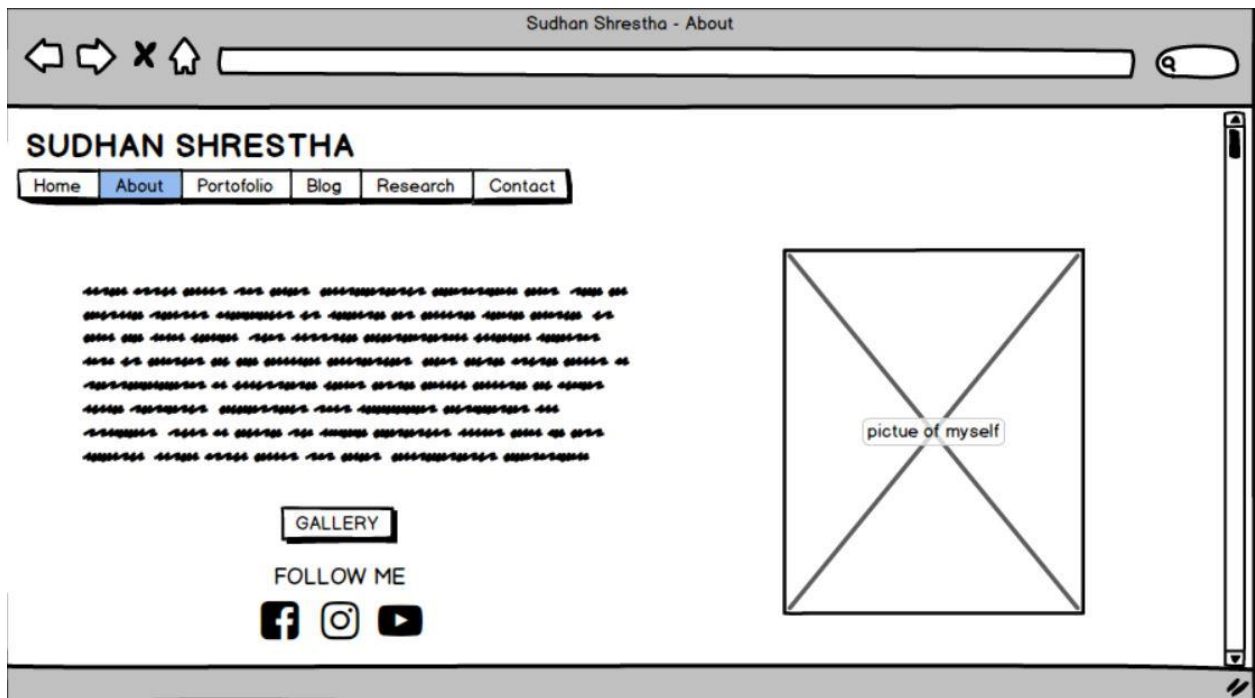 Sudhan Shrestha - About
SUDHAN SHRESTHA
Home About Portofolio Blog Research Contact
pictue of myself
GALLERY
FOLLOW ME